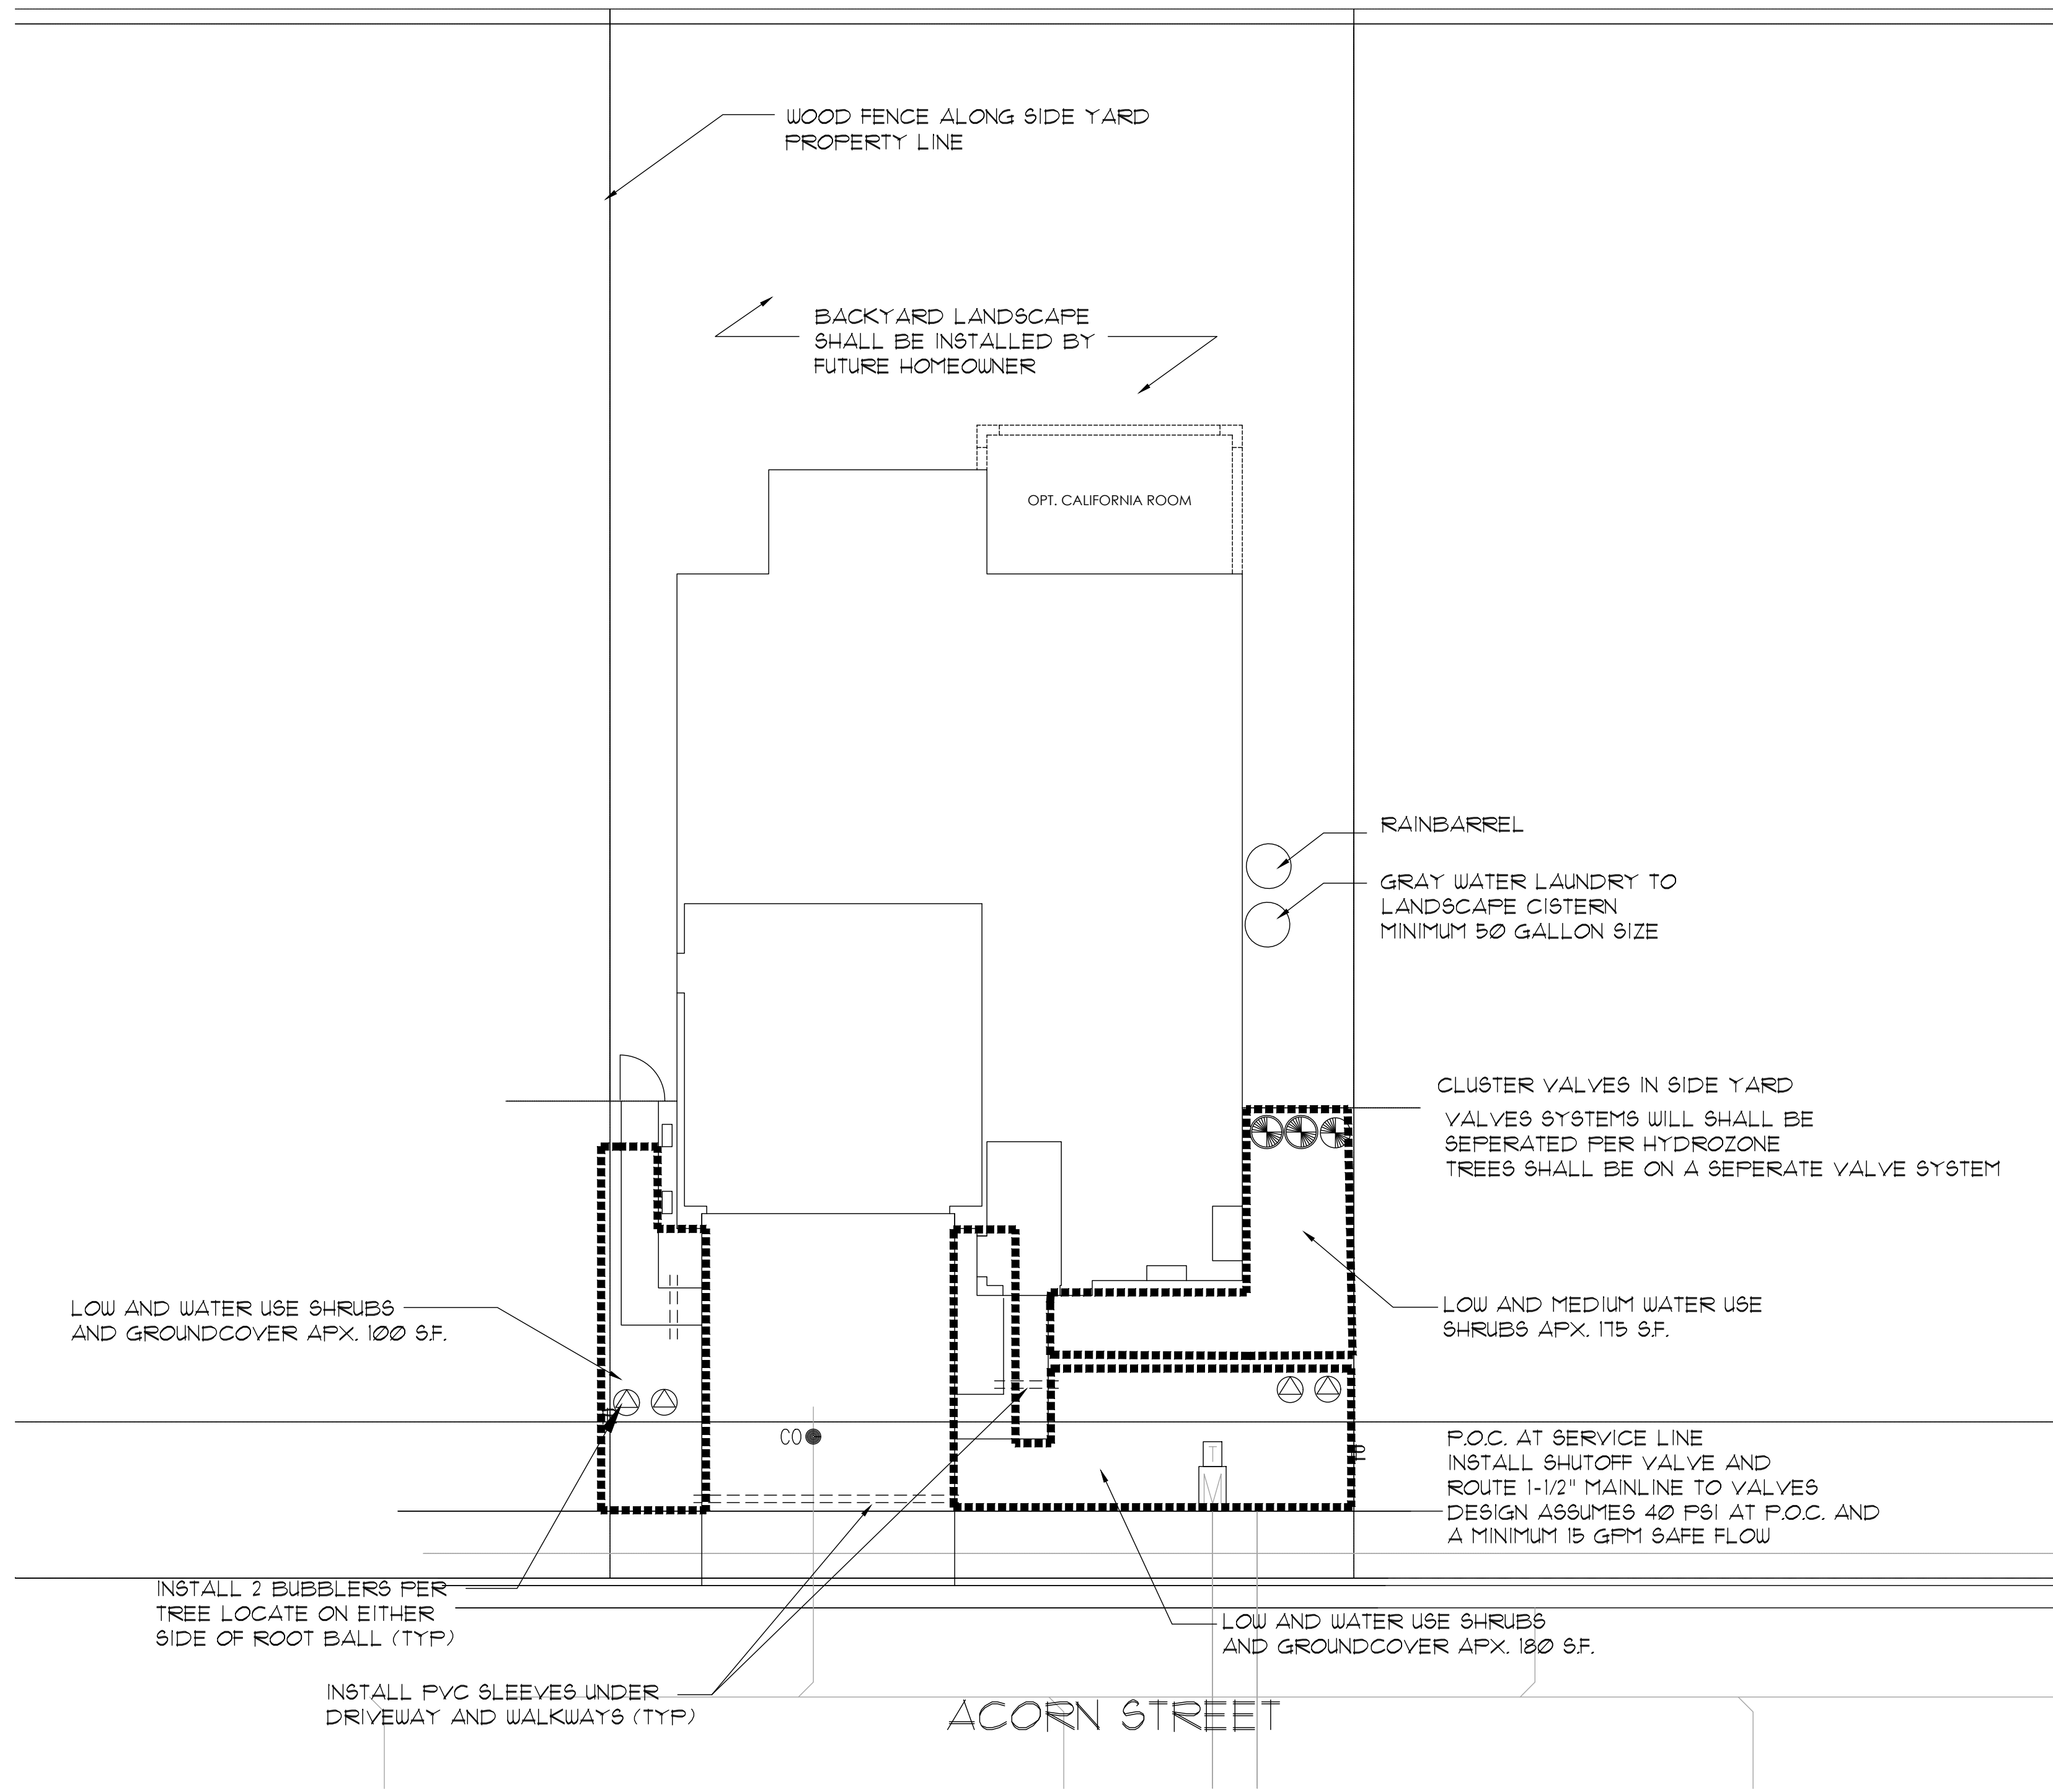 WOOD FENCE ALONG SIDE YARD
PROPERTY LINE
BACKYARD LANDSCAPE
SHALL BE INSTALLED BY
FUTURE HOMEOWNER
OPT. CALIFORNIA ROOM
RAINBARREL
GRAY WATER LAUNDRY TO
LANDSCAPE CISTERN
MINIMUM 50 GALLON SIZE
CLUSTER VALVES IN SIDE YARD
VALVES SYSTEMS WILL SHALL BE
SEPERATED PER HYDROZONE
TREES SHALL BE ON A SEPERATE VALVE SYSTEM
LOW AND WATER USE SHRUBS
AND GROUNDCOVER APX. 100 S.F.
LOW AND MEDIUM WATER USE
SHRUBS APX. 175 S.F.
CO
T
P.O.C. AT SERVICE LINE
INSTALL SHUTOFF VALVE AND
ROUTE 1-1/2" MAINLINE TO VALVES
DESIGN ASSUMES 40 PSI AT P.O.C. AND
A MINIMUM 15 GPM SAFE FLOW
INSTALL 2 BUBBLERS PER
TREE LOCATE ON EITHER
SIDE OF ROOT BALL (TYP)
LOW AND WATER USE SHRUBS
AND GROUNDCOVER APX. 180 S.F.
INSTALL PVC SLEEVES UNDER
DRIVEWAY AND WALKWAYS (TYP)
ACORN STREET